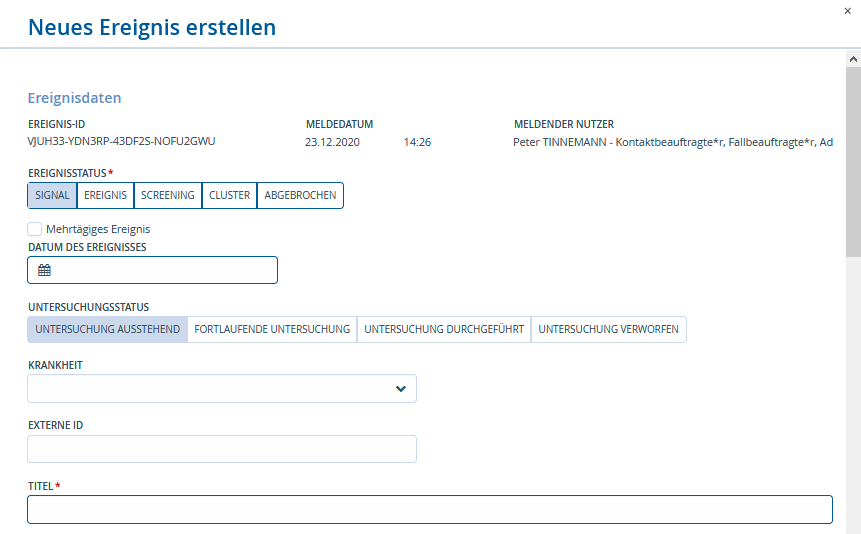 ×
Neues Ereignis erstellen
Ereignisdaten
EREIGNIS-ID MELDEDATUM MELDENDER NUTZER
VJUH33-YDN3RP-43DF2S-NOFU2GWU 23.12.2020 14:26 Peter TINNEMANN - Kontaktbeauftragte*r, Fallbeauftragte*r, Ad
EREIGNISSTATUS *
SIGNAL EREIGNIS SCREENING CLUSTER ABGEBROCHEN
Mehrtägiges Ereignis
DATUM DES EREIGNISSES
UNTERSUCHUNGSSTATUS
UNTERSUCHUNG AUSSTEHEND FORTLAUFENDE UNTERSUCHUNG UNTERSUCHUNG DURCHGEFÜHRT UNTERSUCHUNG VERWORFEN
KRANKHEIT
EXTERNE ID
TITEL *